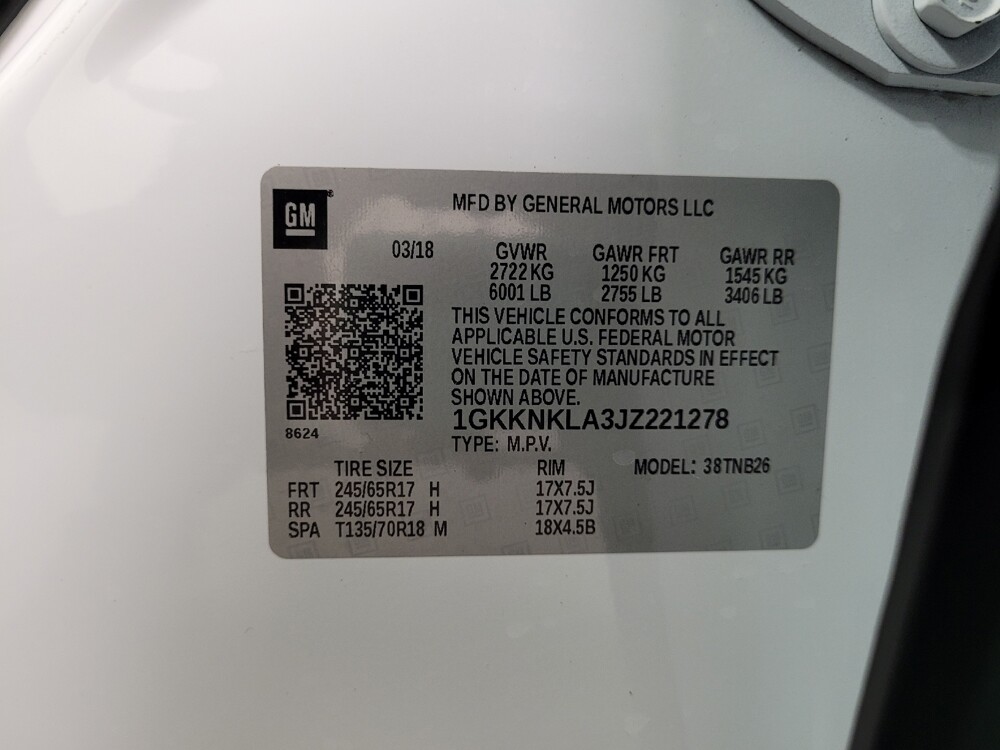 GM®
MFD BY GENERAL MOTORS LLC
03/18 GVWR GAWR FRT GAWR RR
2722 KG 1250 KG 1545 KG
6001 LB 2755 LB 3406 LB
THIS VEHICLE CONFORMS TO ALL
APPLICABLE U.S. FEDERAL MOTOR
VEHICLE SAFETY STANDARDS IN EFFECT
ON THE DATE OF MANUFACTURE
SHOWN ABOVE.
1GKKNKLA3JZ221278
8624
TYPE: M.P.V.
TIRE SIZE RIM MODEL: 38TNB26
FRT 245/65R17 H 17X7.5J
RR 245/65R17 H 17X7.5J
SPA T135/70R18 M 18X4.5B